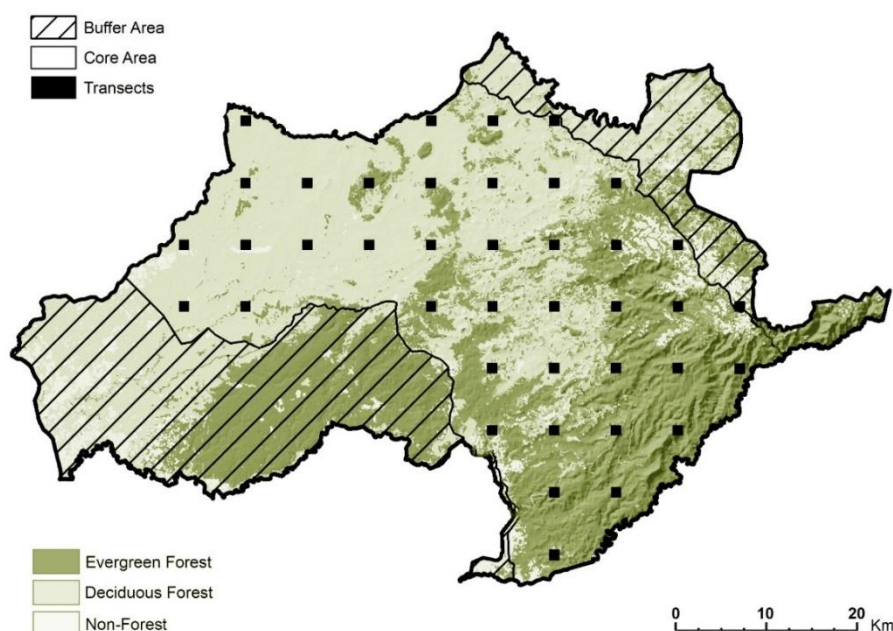 Buffer Area
Core Area
Transects
Evergreen Forest
Deciduous Forest
Non-Forest
0 10 20
Km